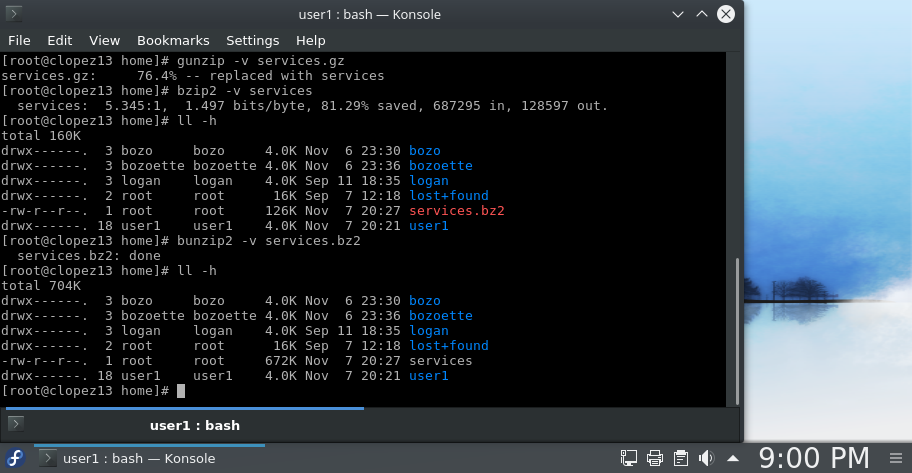 user1 : bash — Konsole
File Edit View Bookmarks Settings Help
[root@clopez13 home]# gunzip -v services.gz
services.gz:     76.4% -- replaced with services
[root@clopez13 home]# bzip2 -v services
  services:  5.345:1,  1.497 bits/byte, 81.29% saved, 687295 in, 128597 out.
[root@clopez13 home]# ll -h
total 160K
drwx------.  3 bozo     bozo     4.0K Nov  6 23:30 bozo
drwx------.  3 bozoette bozoette 4.0K Nov  6 23:36 bozoette
drwx------.  3 logan    logan    4.0K Sep 11 18:35 logan
drwx------.  2 root     root      16K Sep  7 12:18 lost+found
-rw-r--r--.  1 root     root     126K Nov  7 20:27 services.bz2
drwx------. 18 user1    user1    4.0K Nov  7 20:21 user1
[root@clopez13 home]# bunzip2 -v services.bz2
  services.bz2: done
[root@clopez13 home]# ll -h
total 704K
drwx------.  3 bozo     bozo     4.0K Nov  6 23:30 bozo
drwx------.  3 bozoette bozoette 4.0K Nov  6 23:36 bozoette
drwx------.  3 logan    logan    4.0K Sep 11 18:35 logan
drwx------.  2 root     root      16K Sep  7 12:18 lost+found
-rw-r--r--.  1 root     root     672K Nov  7 20:27 services
drwx------. 18 user1    user1    4.0K Nov  7 20:21 user1
[root@clopez13 home]#
user1 : bash
user1 : bash — Konsole
9:00 PM